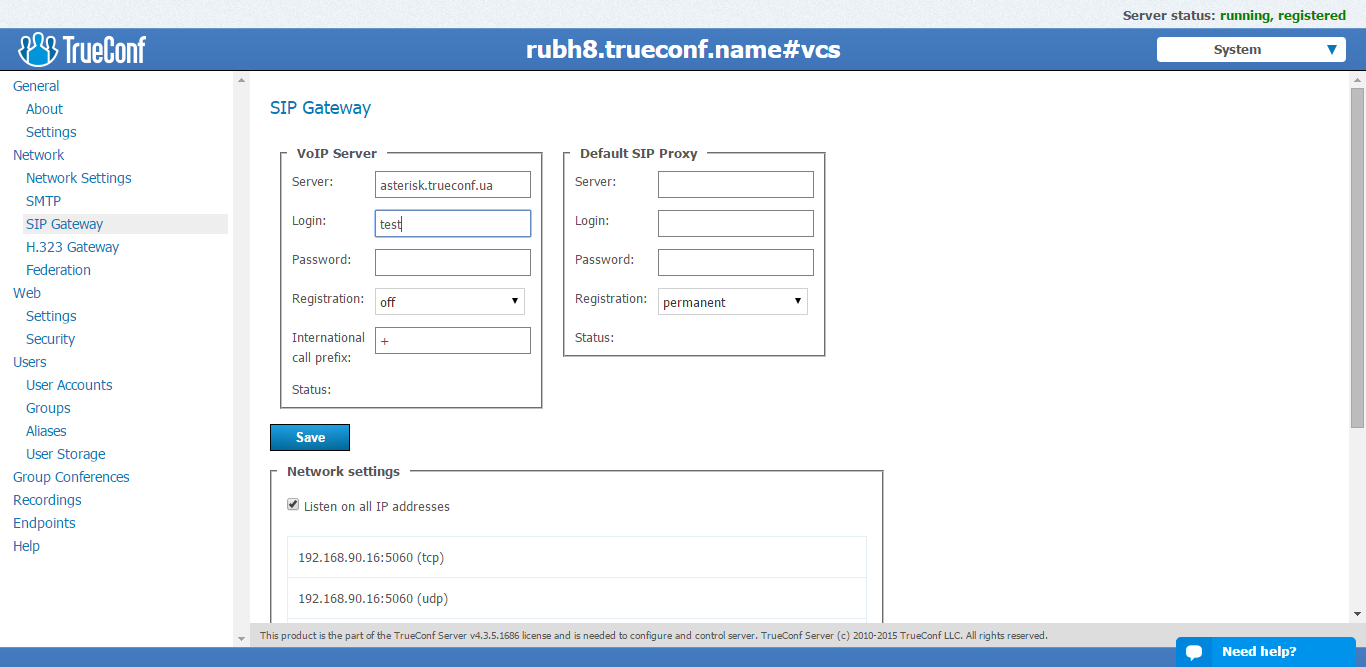 Server status: running, registered
TrueConf
rubh8.trueconf.name#vcs
System
General
About
Settings
Network
Network Settings
SMTP
SIP Gateway
H.323 Gateway
Federation
Web
Settings
Security
Users
User Accounts
Groups
Aliases
User Storage
Group Conferences
Recordings
Endpoints
Help
SIP Gateway
VoIP Server
Server: asterisk.trueconf.ua
Login: test
Password:
Registration: off
International
call prefix: +
Status:
Default SIP Proxy
Server:
Login:
Password:
Registration: permanent
Status:
Save
Network settings
Listen on all IP addresses
192.168.90.16:5060 (tcp)
192.168.90.16:5060 (udp)
This product is the part of the TrueConf Server v4.3.5.1686 license and is needed to configure and control server. TrueConf Server (c) 2010-2015 TrueConf LLC. All rights reserved.
Need help?